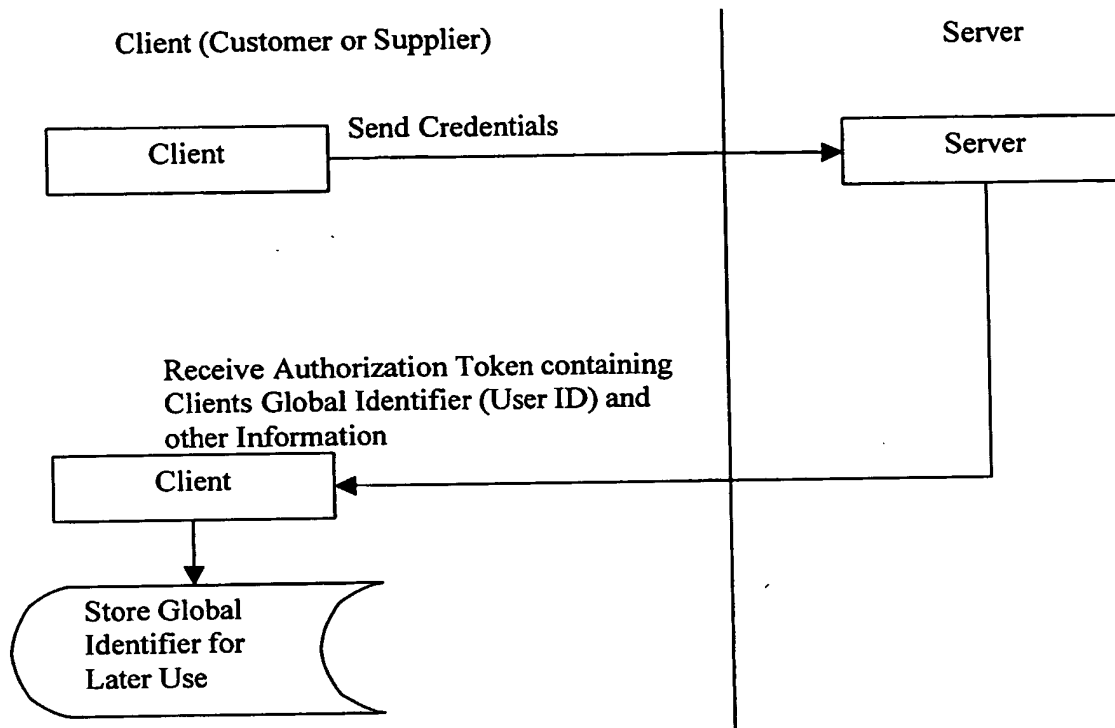 Client (Customer or Supplier)
Server
Send Credentials
Client
Server
Receive Authorization Token containing
Clients Global Identifier (User ID) and
other Information
Client
Store Global
Identifier for
Later Use